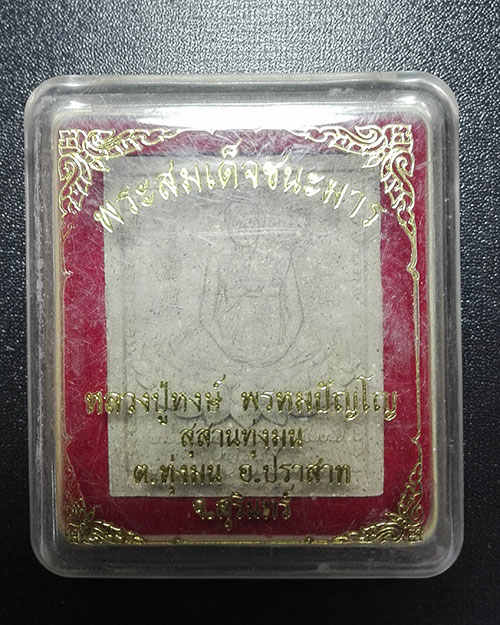 พระสมเด็จชนะมาร
หลวงปู่หงษ์ พรหมปัญโญ
สุสานทุ่งมน
ต.ทุ่งมน อ.ปราสาท
จ.สุรินทร์